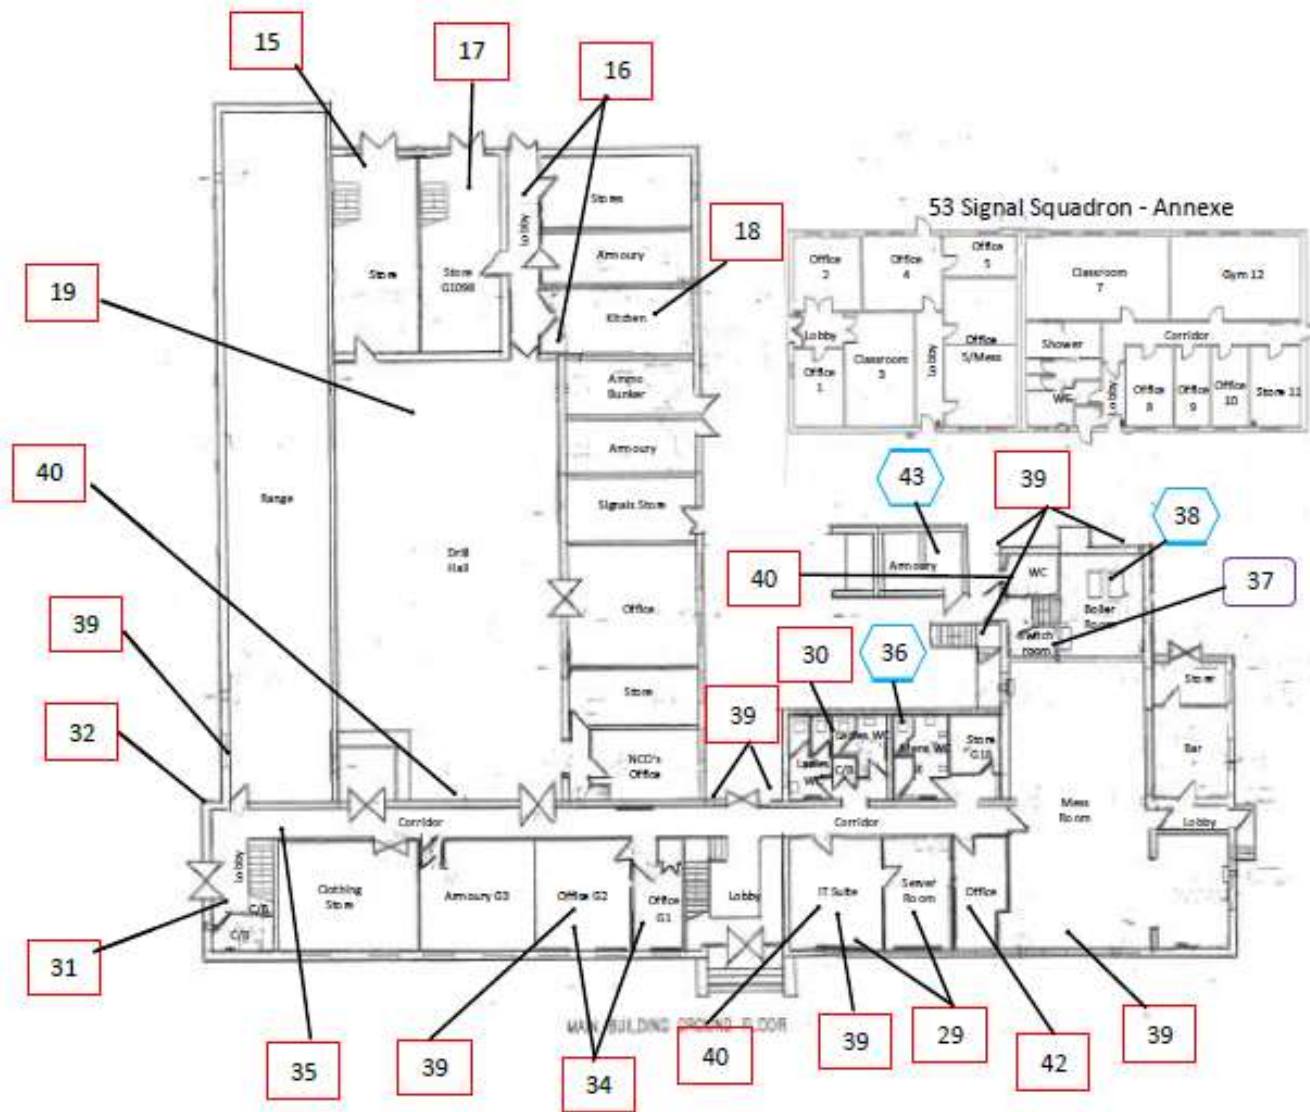 15
17
16
53 Signal Squadron - Annexe
18
19
Stores
Lobby
Armoury
Store
Store
G1098
Kitchen
Office
2
Office
4
Office
5
Classroom
7
Gym 12
Lobby
Office
S/Mess
Shower
Corridor
Office
1
Classroom
3
Lobby
WC
Lobby
Office
8
Office
9
Office
10
Store 11
Ammo
Bunker
Armoury
40
Range
Signals Store
43
39
38
Drill
Hall
Armoury
WC
40
37
39
Office
Boiler
Room
Switch
room
30
36
32
Store
39
Store
Ladies WC
Mens WC
Store
G10
Ladies
WC
C/B
Bar
NCO's
Office
Corridor
Corridor
Mess
Room
Lobby
Lobby
Clothing
Store
C/B
C/B
Armoury G3
Office G2
Office
G1
Lobby
IT Suite
Server
Room
Office
31
MAIN BUILDING GROUND FLOOR
35
39
34
40
39
29
42
39